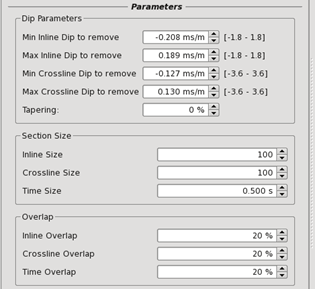 Parameters
Dip Parameters
Min Inline Dip to remove -0.208 ms/m [-1.8 - 1.8]
Max Inline Dip to remove 0.189 ms/m [-1.8 - 1.8]
Min Crossline Dip to remove -0.127 ms/m [-3.6 - 3.6]
Max Crossline Dip to remove 0.130 ms/m [-3.6 - 3.6]
Tapering: 0 %
Section Size
Inline Size 100
Crossline Size 100
Time Size 0.500 s
Overlap
Inline Overlap 20 %
Crossline Overlap 20 %
Time Overlap 20 %